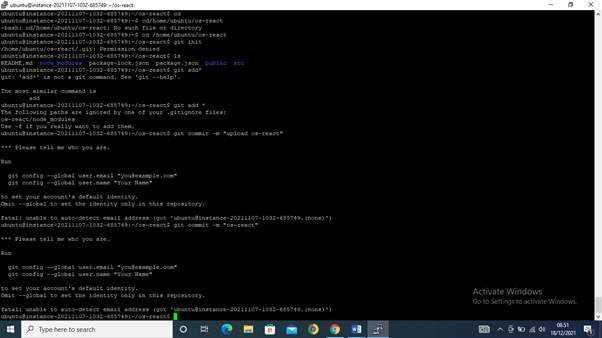 ubuntu@instance-20211107-1032-685749: ~/os-react
ubuntu@instance-20211107-1032-685749:~/os-react$ cd
ubuntu@instance-20211107-1032-685749:~$ cd/home/ubuntu/os-react
-bash: cd/home/ubuntu/os-react: No such file or directory
ubuntu@instance-20211107-1032-685749:~$ cd /home/ubuntu/os-react
ubuntu@instance-20211107-1032-685749:~/os-react$ git init
/home/ubuntu/os-react/.git: Permission denied
ubuntu@instance-20211107-1032-685749:~/os-react$ ls
README.md node_modules package-lock.json package.json public src
ubuntu@instance-20211107-1032-685749:~/os-react$ git add*
git: 'add*' is not a git command. See 'git --help'.
The most similar command is
add
ubuntu@instance-20211107-1032-685749:~/os-react$ git add *
The following paths are ignored by one of your .gitignore files:
os-react/node_modules
Use -f if you really want to add them.
ubuntu@instance-20211107-1032-685749:~/os-react$ git commit -m "upload os-react"
*** Please tell me who you are.
Run
git config --global user.email "you@example.com"
git config --global user.name "Your Name"
to set your account's default identity.
Omit --global to set the identity only in this repository.
fatal: unable to auto-detect email address (got 'ubuntu@instance-20211107-1032-685749.(none)')
ubuntu@instance-20211107-1032-685749:~/os-react$ git commit -m "os-react"
*** Please tell me who you are.
Run
git config --global user.email "you@example.com"
git config --global user.name "Your Name"
to set your account's default identity.
Omit --global to set the identity only in this repository.
fatal: unable to auto-detect email address (got 'ubuntu@instance-20211107-1032-685749.(none)')
ubuntu@instance-20211107-1032-685749:~/os-react$
Activate Windows
Go to Settings to activate Windows.
Type here to search
08.51
18/12/2021